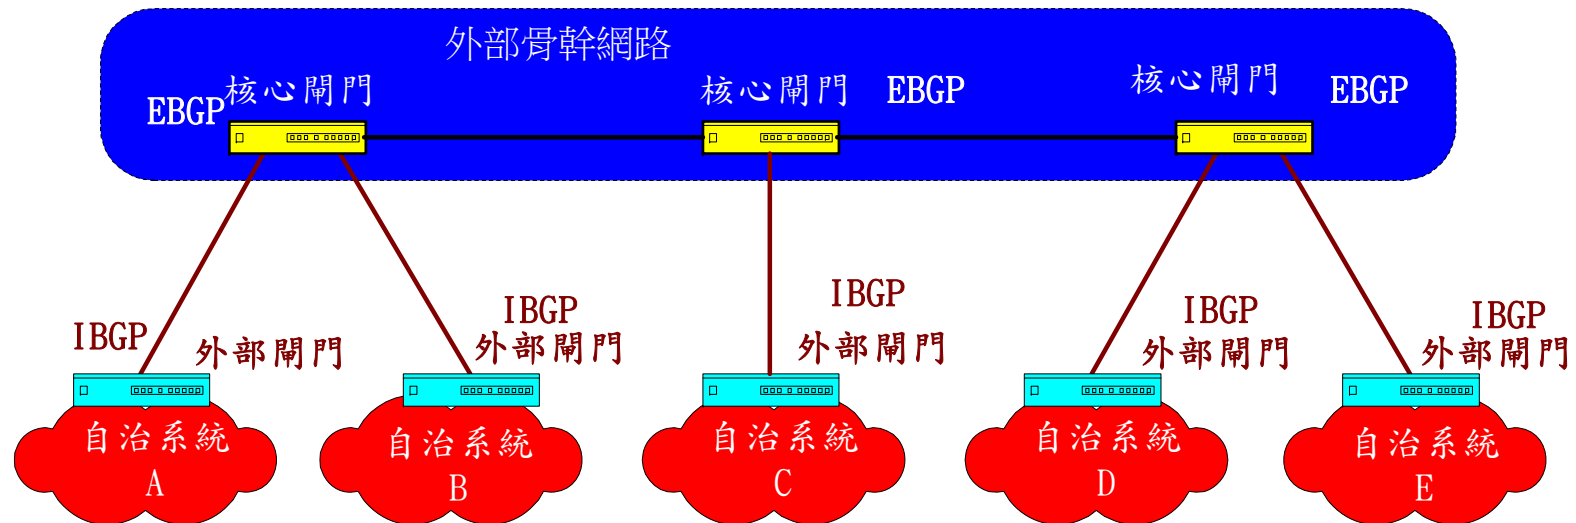 外部骨幹網路
核心閘門
EBGP
核心閘門
EBGP
核心閘門
EBGP
IBGP
外部閘門
IBGP
外部閘門
IBGP
外部閘門
IBGP
外部閘門
IBGP
外部閘門
自治系統
A
自治系統
B
自治系統
C
自治系統
D
自治系統
E